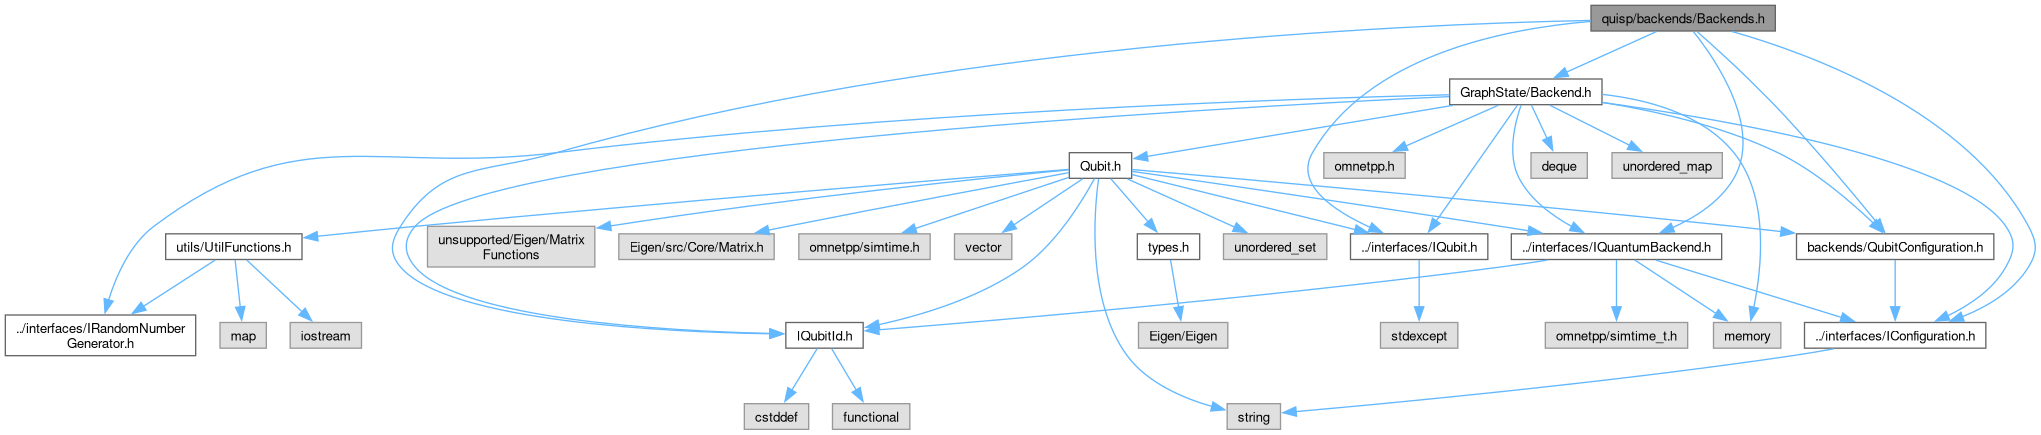 quisp/backends/Backends.h
GraphState/Backend.h
Qubit.h
omnetpp.h
deque
unordered_map
utils/UtilFunctions.h
unsupported/Eigen/Matrix
Functions
Eigen/src/Core/Matrix.h
omnetpp/simtime.h
vector
types.h
unordered_set
../interfaces/IQubit.h
../interfaces/IQuantumBackend.h
backends/QubitConfiguration.h
../interfaces/IRandomNumber
Generator.h
map
iostream
IQubitId.h
Eigen/Eigen
stdexcept
omnetpp/simtime_t.h
memory
../interfaces/IConfiguration.h
cstddef
functional
string